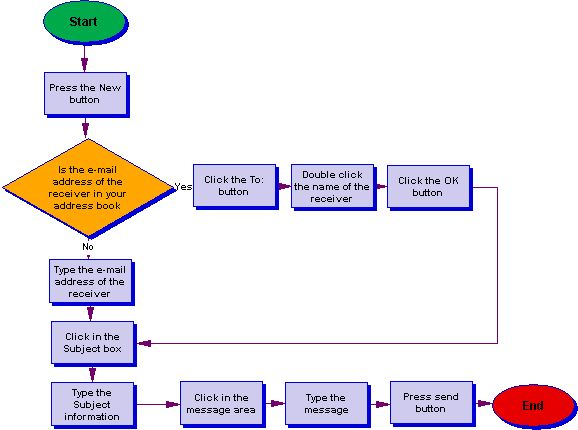 Start
Press the New
button
Is the e-mail
address of the
receiver in your
address book
Yes
Click the To:
button
Double click
the name of the
receiver
Click the OK
button
No
Type the e-mail
address of the
receiver
Click in the
Subject box
Type the
Subject
information
Click in the
message area
Type the
message
Press send
button
End